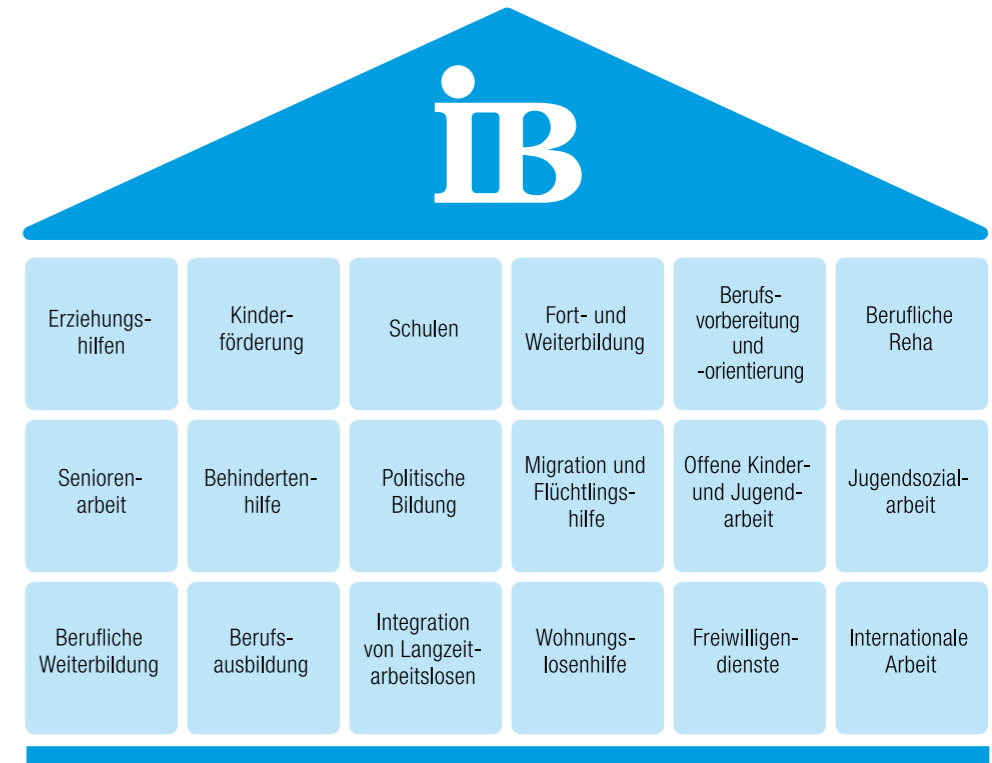 iB
Erziehungs-
hilfen
Kinder-
förderung
Schulen
Fort- und
Weiterbildung
Berufs-
vorbereitung
und
-orientierung
Berufliche
Reha
Senioren-
arbeit
Behinderten-
hilfe
Politische
Bildung
Migration und
Flüchtlings-
hilfe
Offene Kinder-
und Jugend-
arbeit
Jugendsozial-
arbeit
Berufliche
Weiterbildung
Berufs-
ausbildung
Integration
von Langzeit-
arbeitslosen
Wohnungs-
losenhilfe
Freiwilligen-
dienste
Internationale
Arbeit